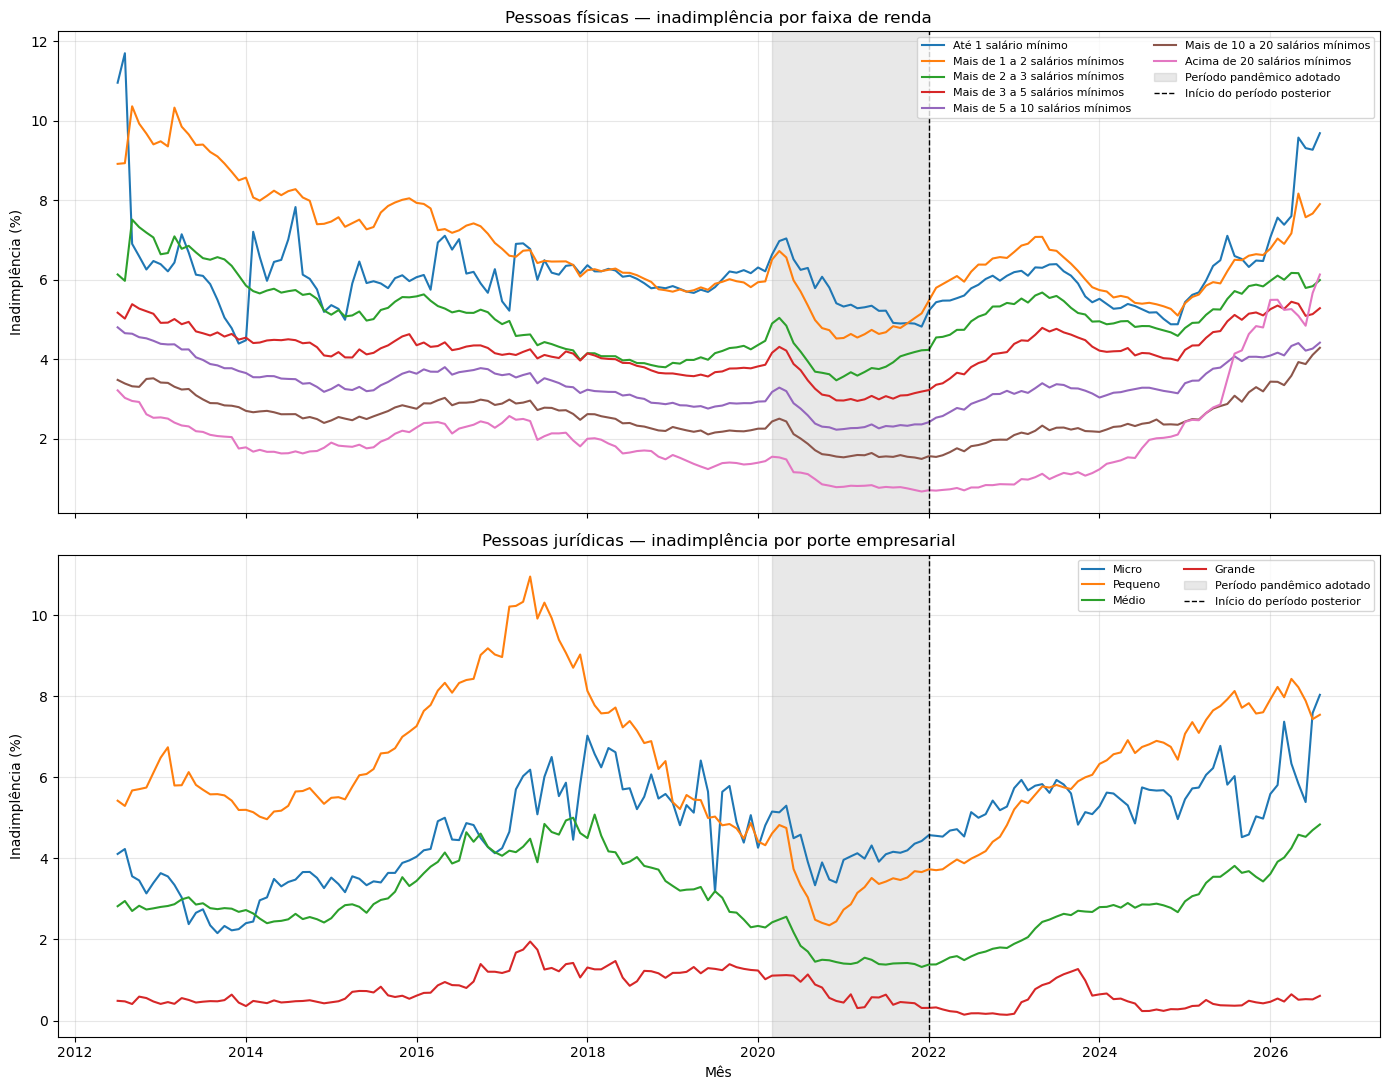 Pessoas físicas — inadimplência por faixa de renda
Inadimplência (%)
12
10
8
6
4
2
Até 1 salário mínimo
Mais de 1 a 2 salários mínimos
Mais de 2 a 3 salários mínimos
Mais de 3 a 5 salários mínimos
Mais de 5 a 10 salários mínimos
Mais de 10 a 20 salários mínimos
Acima de 20 salários mínimos
Período pandêmico adotado
Início do período posterior
Pessoas jurídicas — inadimplência por porte empresarial
Inadimplência (%)
10
8
6
4
2
0
Micro
Pequeno
Médio
Grande
Período pandêmico adotado
Início do período posterior
2012 2014 2016 2018 2020 2022 2024 2026
Mês